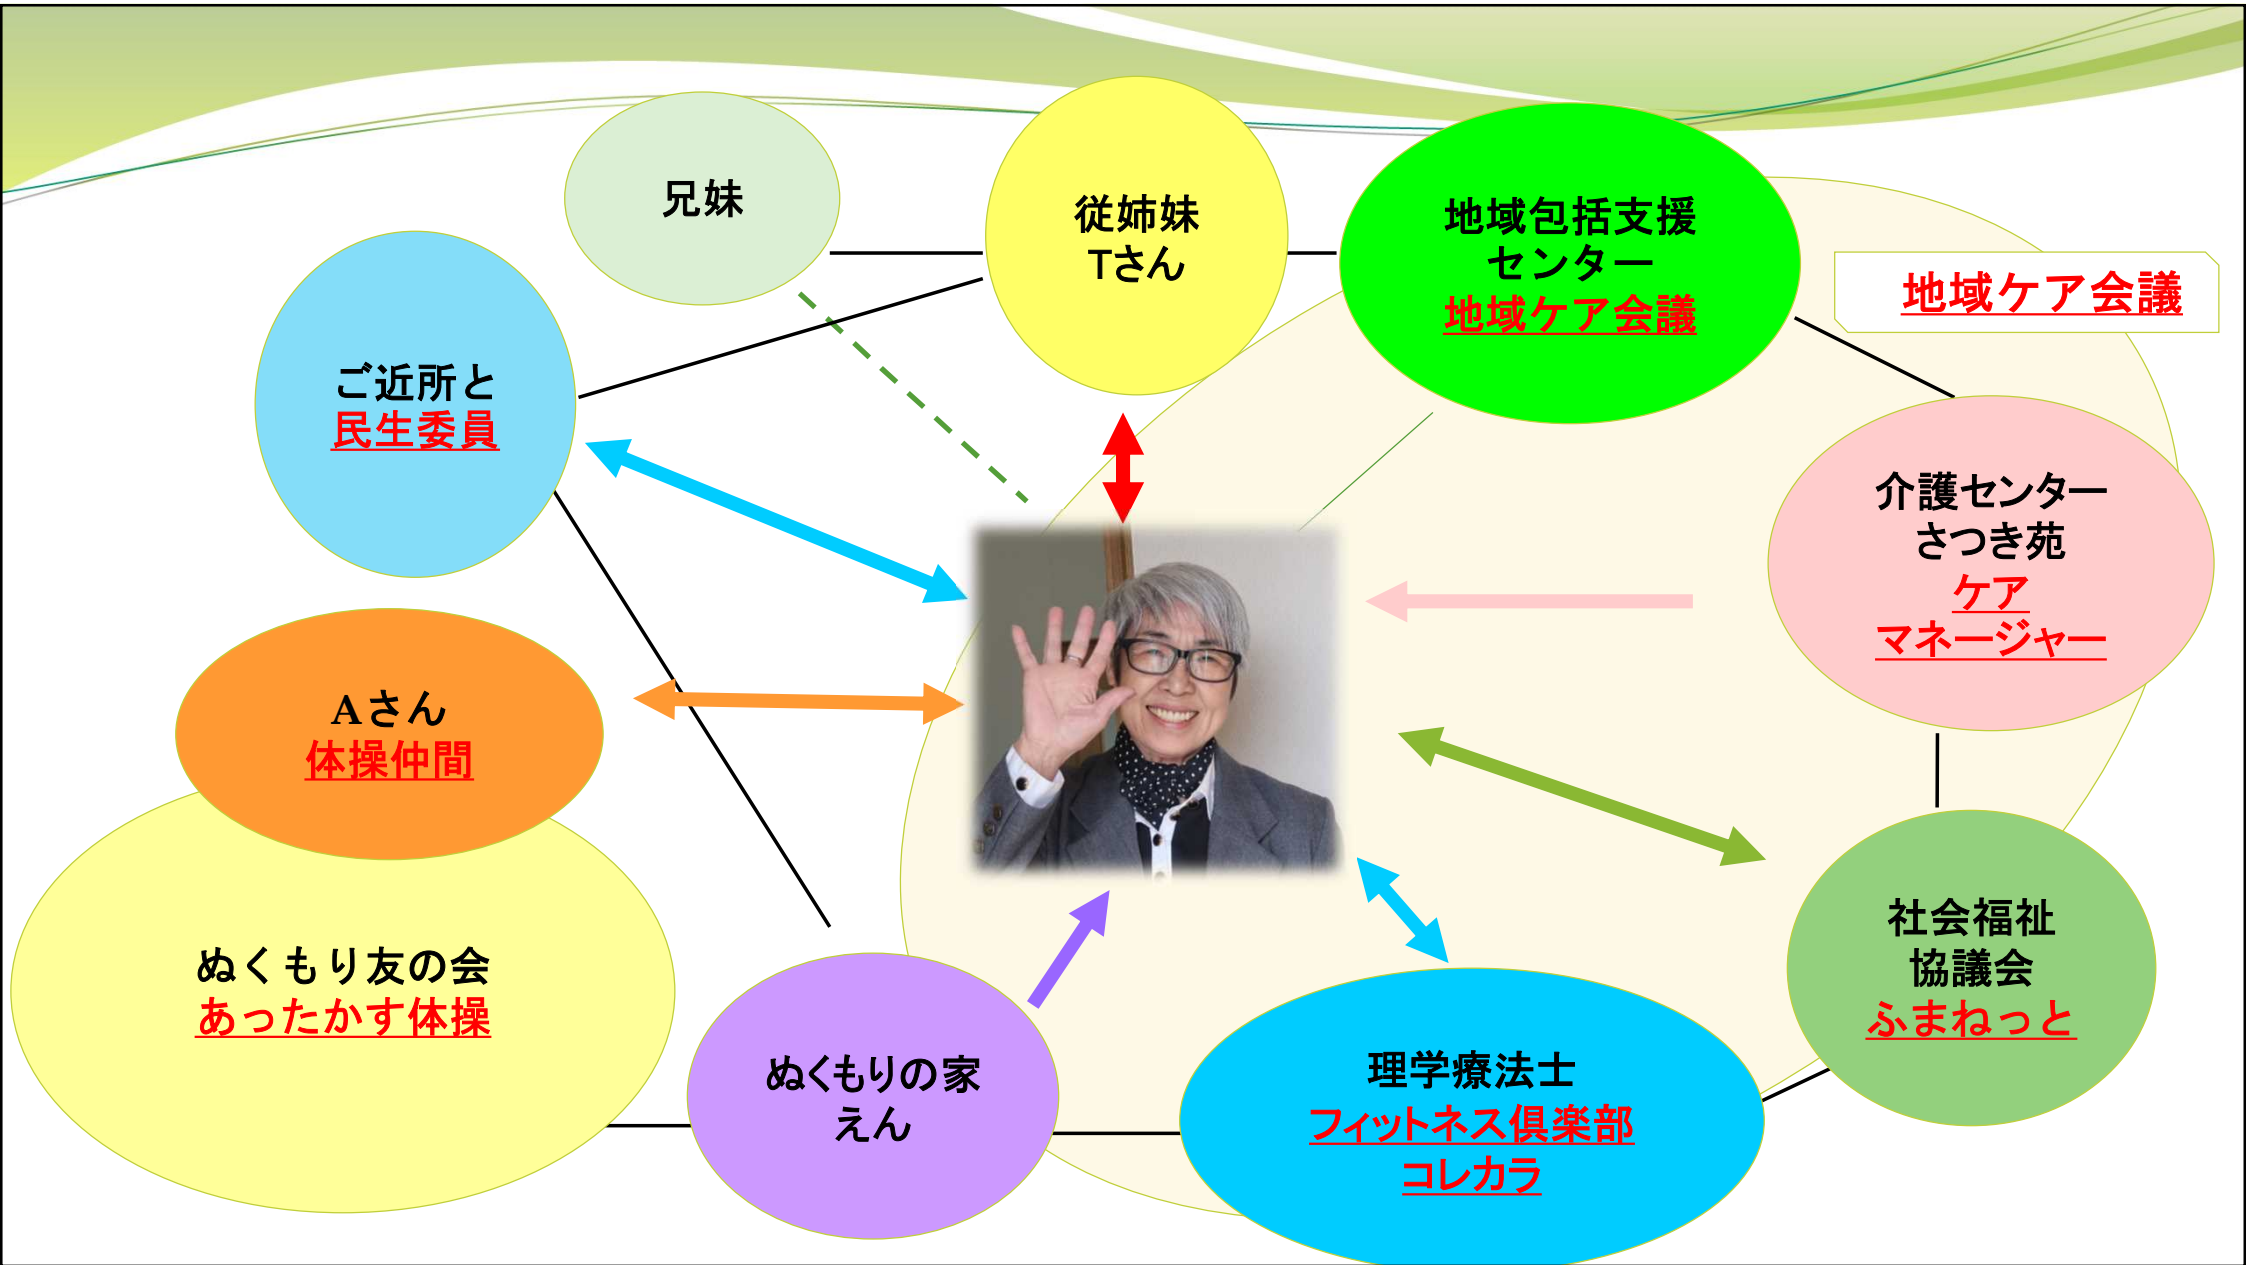 兄妹
従姉妹
Tさん
地域包括支援
センター
地域ケア会議
地域ケア会議
ご近所と
民生委員
介護センター
さつき苑
ケア
マネージャー
Aさん
体操仲間
ぬくもり友の会
あったかす体操
社会福祉
協議会
ふまねっと
ぬくもりの家
えん
理学療法士
フィットネス倶楽部
コレカラ